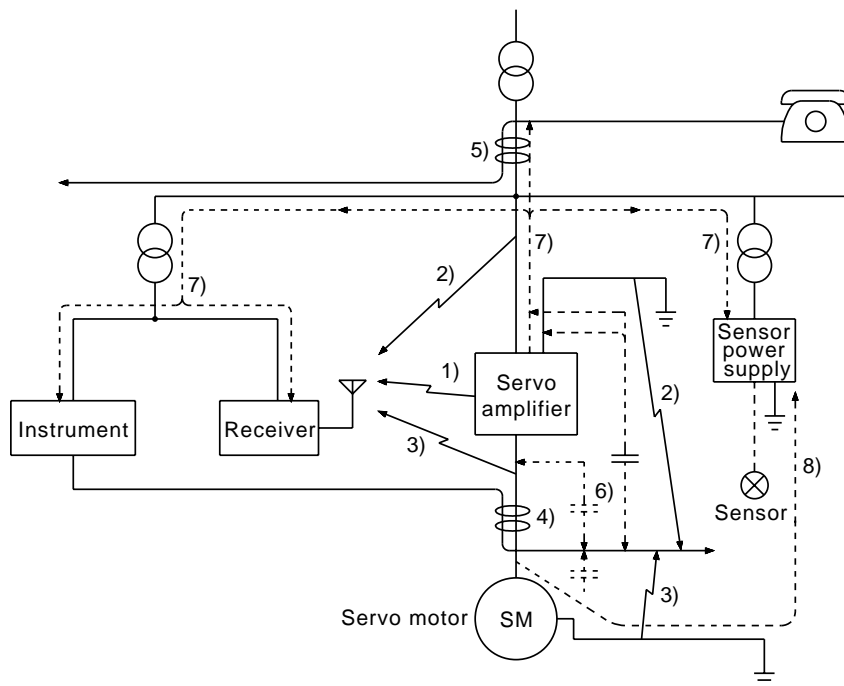 5)
7)
7)
2)
7)
Sensor
power
supply
1)
Servo
amplifier
2)
Instrument
Receiver
3)
8)
6)
4)
Sensor
3)
Servo motor
SM